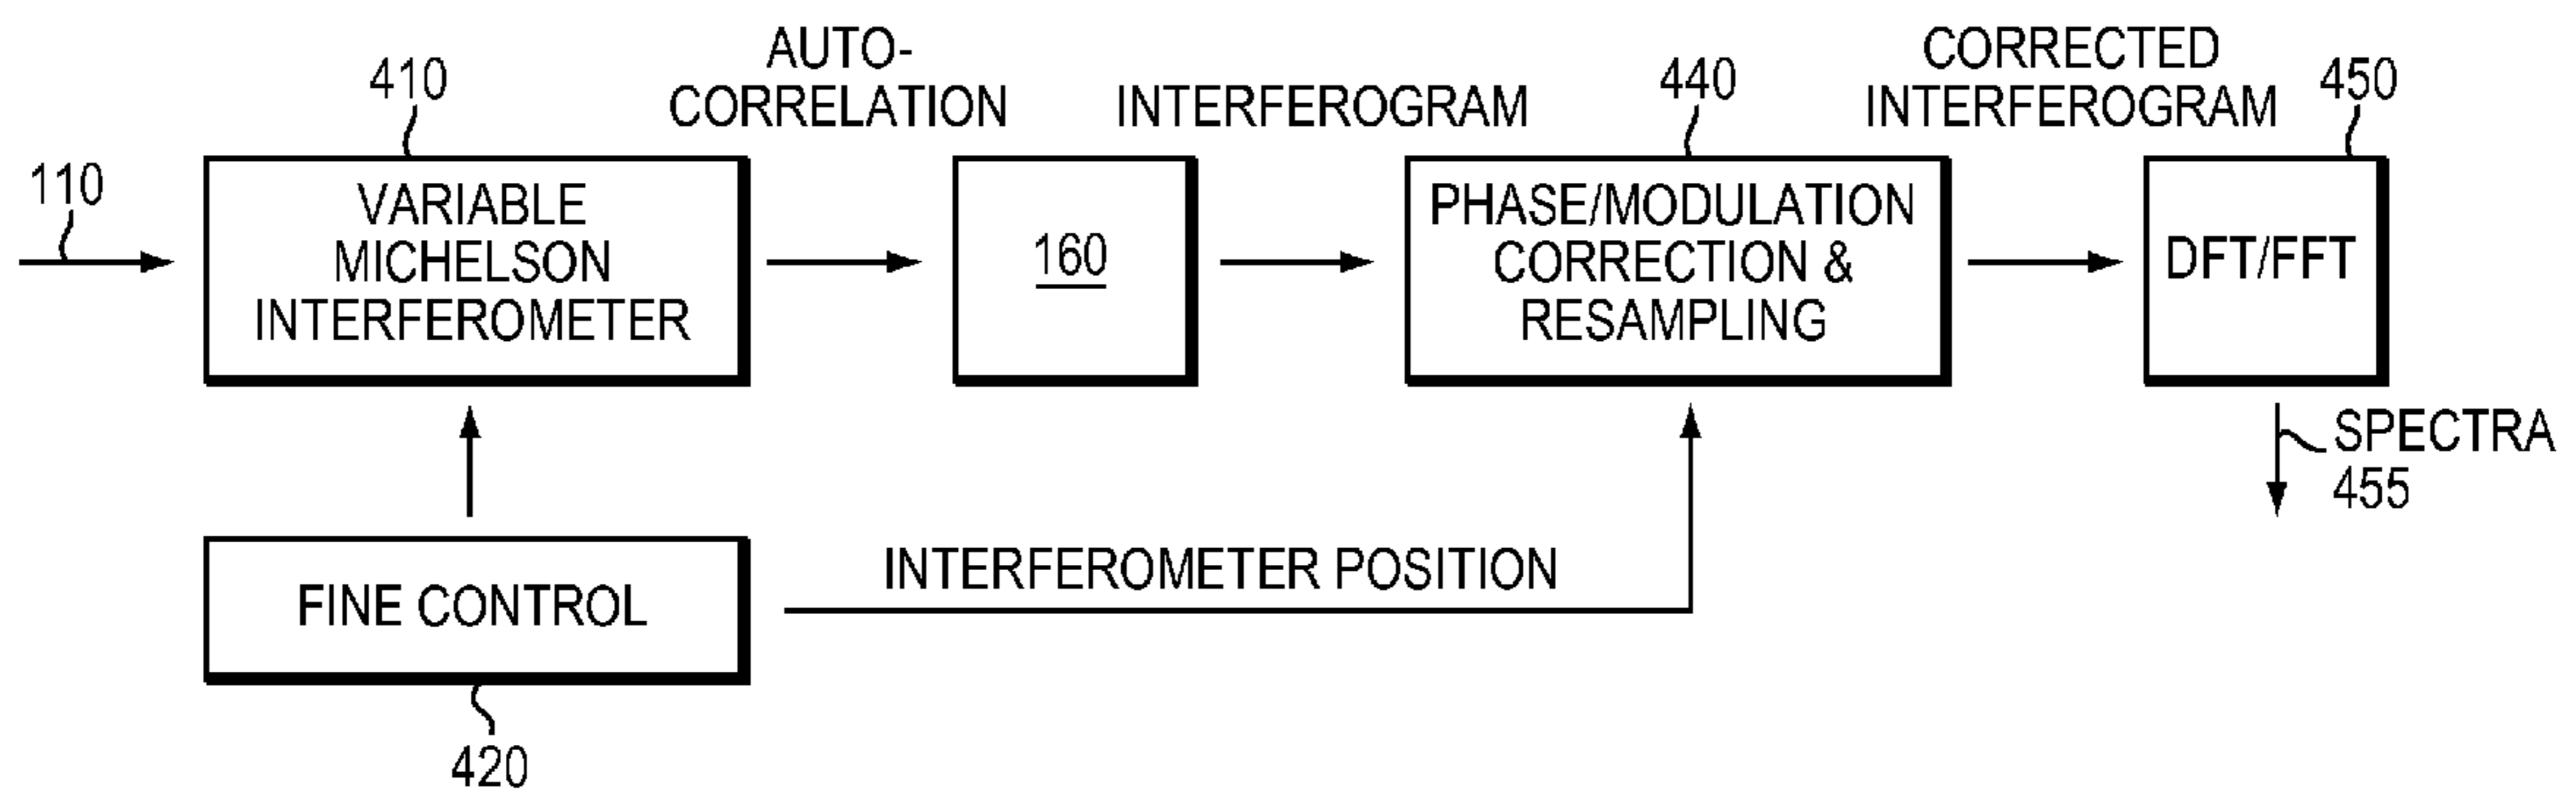 110
410
VARIABLE
MICHELSON
INTERFEROMETER
AUTO-
CORRELATION
160
INTERFEROGRAM
440
PHASE/MODULATION
CORRECTION &
RESAMPLING
CORRECTED
INTERFEROGRAM
450
DFT/FFT
SPECTRA
455
FINE CONTROL
420
INTERFEROMETER POSITION